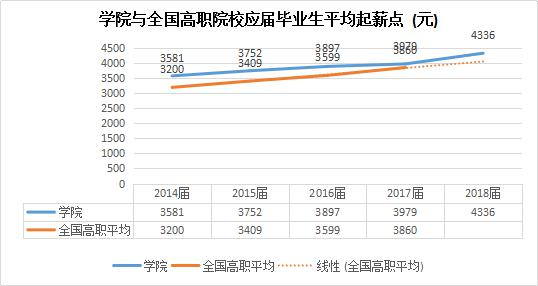 学院与全国高职院校应届毕业生平均起薪点 (元)
4500
4000
3500
3000
2500
2000
1500
1000
500
0
3581 3752 3897 3979 4336
3200 3409 3599 3860
2014届 2015届 2016届 2017届 2018届
学院 3581 3752 3897 3979 4336
全国高职平均 3200 3409 3599 3860
学院 全国高职平均 线性 (全国高职平均)